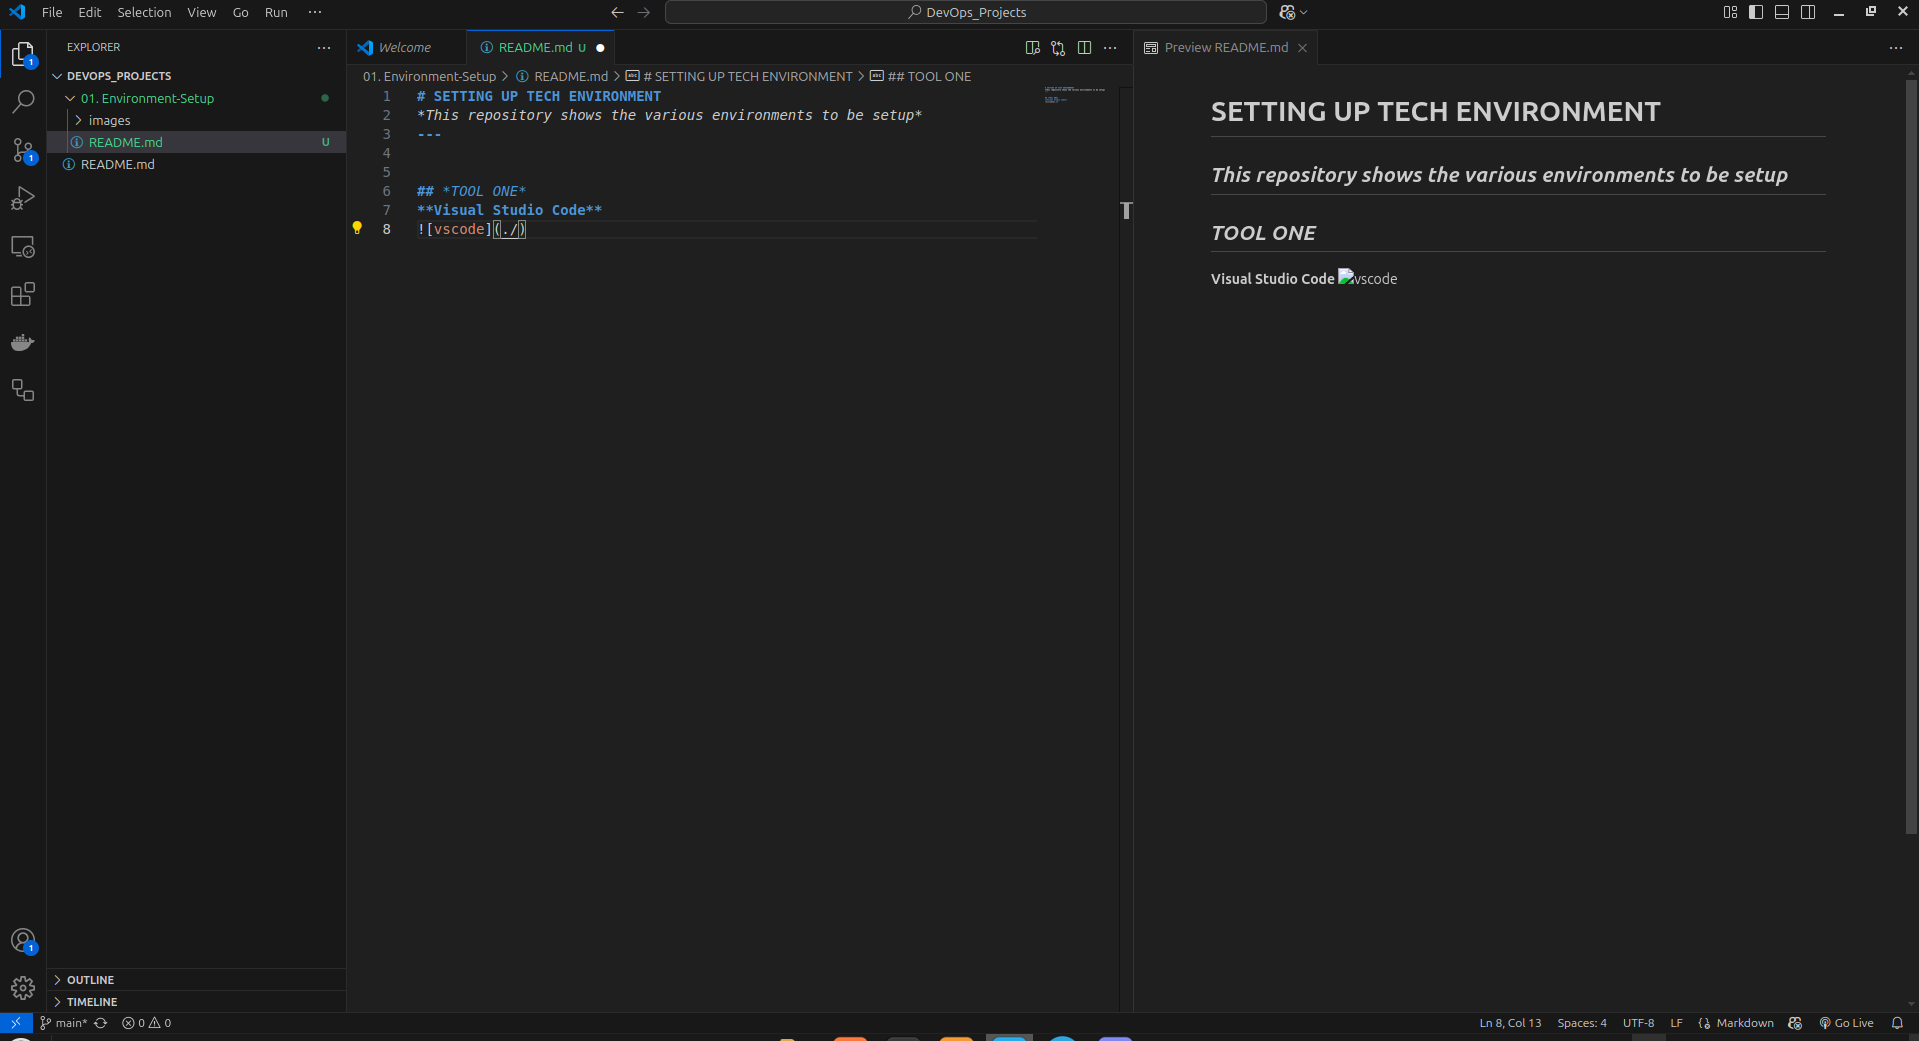 File Edit Selection View Go Run ···
DevOps_Projects
EXPLORER
DEVOPS_PROJECTS
01. Environment-Setup
images
README.md U
README.md
OUTLINE
TIMELINE
Welcome
README.md U
01. Environment-Setup > README.md > # SETTING UP TECH ENVIRONMENT > ## TOOL ONE
1 # SETTING UP TECH ENVIRONMENT
2 *This repository shows the various environments to be setup*
3 ---
4
5
6 ## *TOOL ONE*
7 **Visual Studio Code**
8 ![vscode](./)
Preview README.md
SETTING UP TECH ENVIRONMENT
This repository shows the various environments to be setup
TOOL ONE
Visual Studio Code vscode
1
1
1
main* 0 0
Ln 8, Col 13 Spaces: 4 UTF-8 LF {} Markdown Go Live